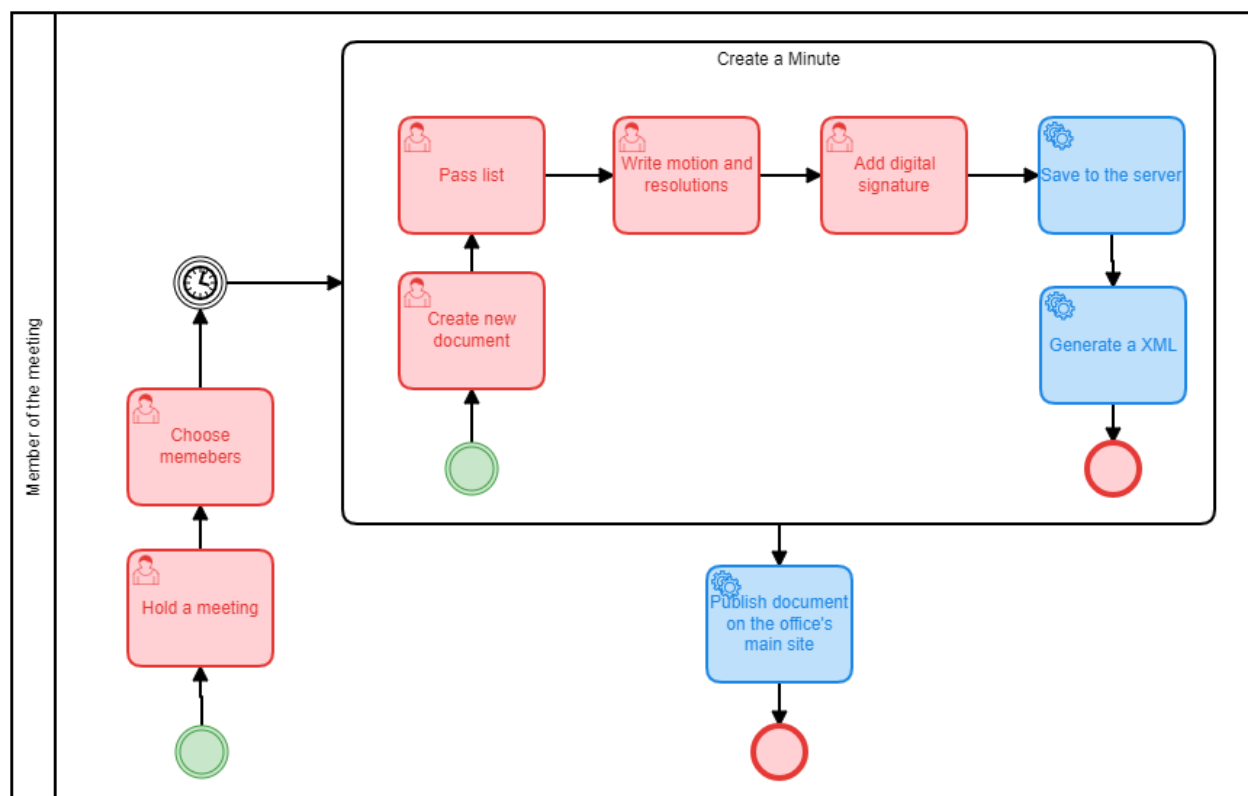 Member of the meeting
Create a Minute
Pass list
Write motion and
resolutions
Add digital
signature
Save to the server
Create new
document
Generate a XML
Choose
memebers
Hold a meeting
Publish document
on the office's
main site